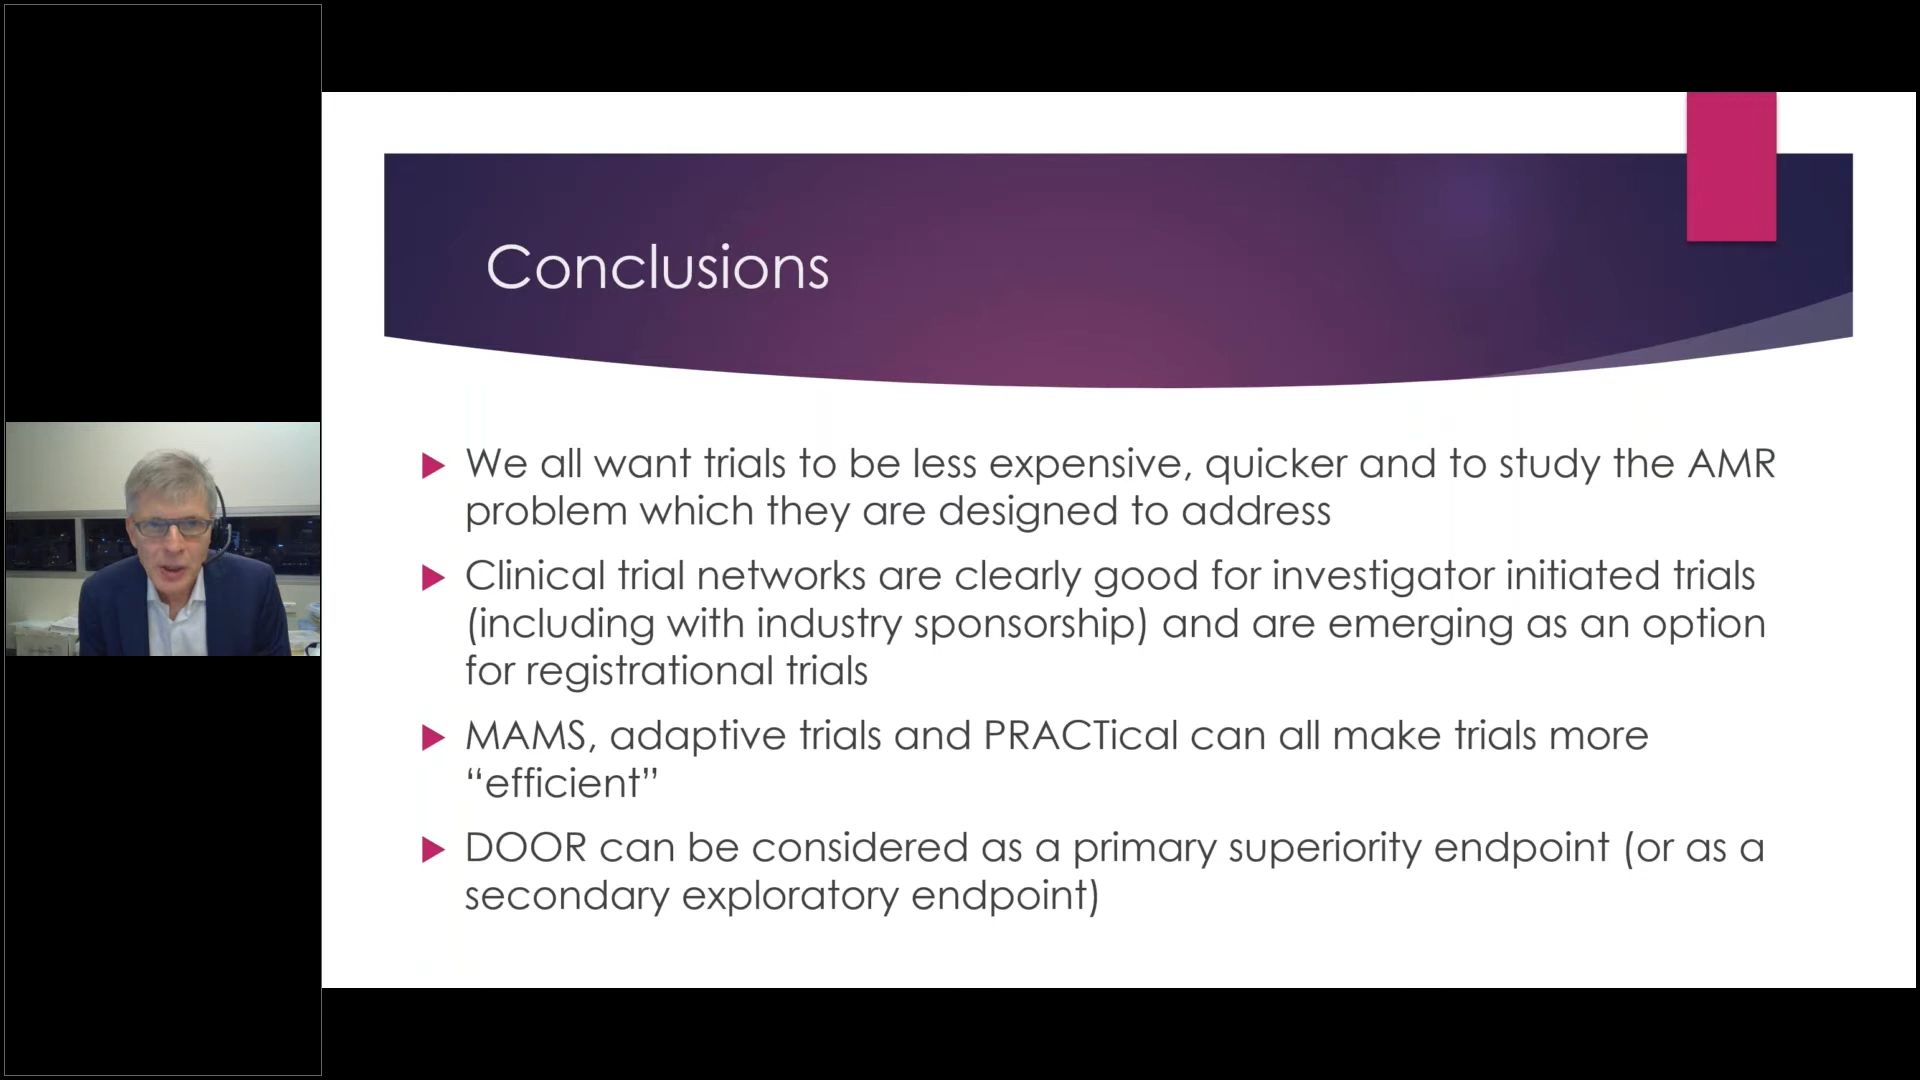 Conclusions
We all want trials to be less expensive, quicker and to study the AMR
problem which they are designed to address
Clinical trial networks are clearly good for investigator initiated trials
(including with industry sponsorship) and are emerging as an option
for registrational trials
MAMS, adaptive trials and PRACTical can all make trials more
“efficient”
DOOR can be considered as a primary superiority endpoint (or as a
secondary exploratory endpoint)